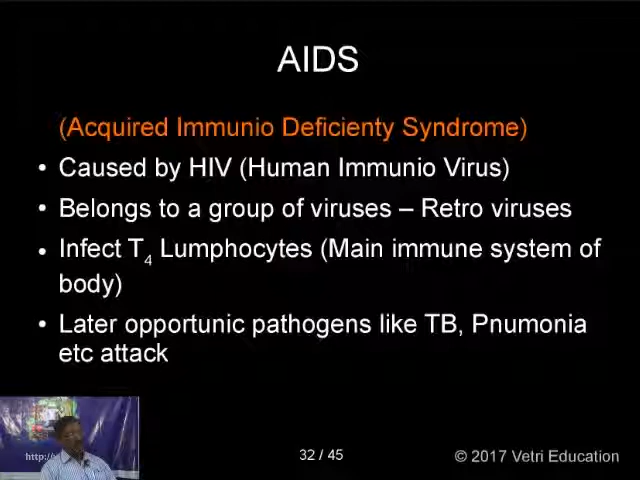 AIDS
(Acquired Immunio Deficienty Syndrome)
• Caused by HIV (Human Immunio Virus)
• Belongs to a group of viruses – Retro viruses
• Infect T4 Lumphocytes (Main immune system of
body)
• Later opportunic pathogens like TB, Pnumonia
etc attack
http://
32 / 45
© 2017 Vetri Education